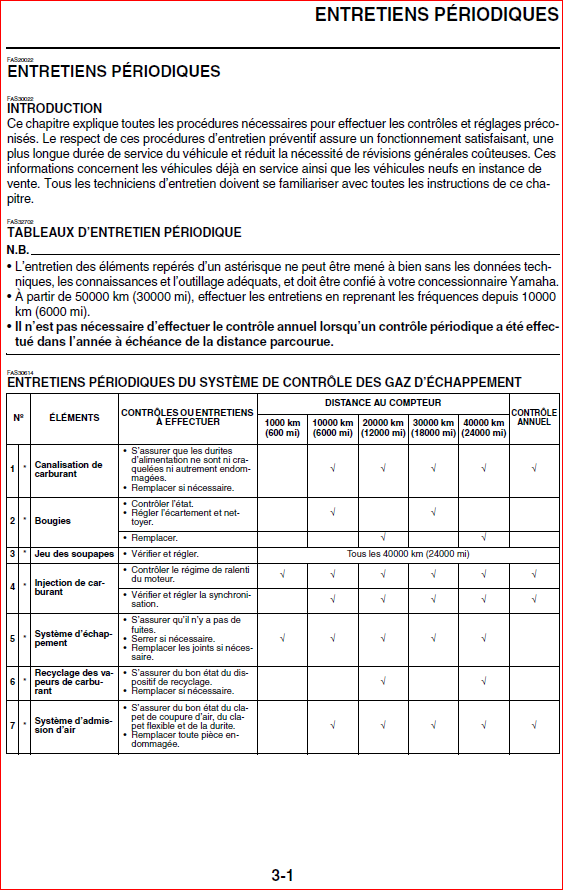 ENTRETIENS PÉRIODIQUES
FAS20022
ENTRETIENS PÉRIODIQUES
FAS30022
INTRODUCTION
Ce chapitre explique toutes les procédures nécessaires pour effectuer les contrôles et réglages préco-
nisés. Le respect de ces procédures d'entretien préventif assure un fonctionnement satisfaisant, une
plus longue durée de service du véhicule et réduit la nécessité de révisions générales coûteuses. Ces
informations concernent les véhicules déjà en service ainsi que les véhicules neufs en instance de
vente. Tous les techniciens d'entretien doivent se familiariser avec toutes les instructions de ce cha-
pitre.
FAS32702
TABLEAUX D'ENTRETIEN PÉRIODIQUE
N.B.
• L'entretien des éléments repérés d'un astérisque ne peut être mené à bien sans les données tech-
niques, les connaissances et l'outillage adéquats, et doit être confié à votre concessionnaire Yamaha.
• À partir de 50000 km (30000 mi), effectuer les entretiens en reprenant les fréquences depuis 10000
km (6000 mi).
• Il n'est pas nécessaire d'effectuer le contrôle annuel lorsqu'un contrôle périodique a été effec-
tué dans l'année à échéance de la distance parcourue.
FAS30614
ENTRETIENS PÉRIODIQUES DU SYSTÈME DE CONTRÔLE DES GAZ D'ÉCHAPPEMENT
Nº ÉLÉMENTS CONTRÔLES OU ENTRETIENS À EFFECTUER DISTANCE AU COMPTEUR CONTRÔLE ANNUEL
1000 km 10000 km 20000 km 30000 km 40000 km
(600 mi) (6000 mi) (12000 mi) (18000 mi) (24000 mi)
1 * Canalisation de
carburant
• S'assurer que les durites
d'alimentation ne sont ni cra-
quelées ni autrement endom-
magées.
• Remplacer si nécessaire.
√ √ √ √ √
2 * Bougies
• Contrôler l'état.
• Régler l'écartement et net-
toyer.
√ √
• Remplacer. √ √
3 * Jeu des soupapes • Vérifier et régler. Tous les 40000 km (24000 mi)
4 * Injection de car-
burant
• Contrôler le régime de ralenti
du moteur.
√ √ √ √ √ √
• Vérifier et régler la synchroni-
sation.
√ √ √ √ √
5 * Système d'échap-
pement
• S'assurer qu'il n'y a pas de
fuites.
• Serrer si nécessaire.
• Remplacer les joints si néces-
saire.
√ √ √ √ √
6 * Recyclage des va-
peurs de carbu-
rant
• S'assurer du bon état du dis-
positif de recyclage.
• Remplacer si nécessaire.
√ √
7 * Système d'admis-
sion d'air
• S'assurer du bon état du cla-
pet de coupure d'air, du cla-
pet flexible et de la durite.
• Remplacer toute pièce en-
dommagée.
√ √ √ √ √
3-1